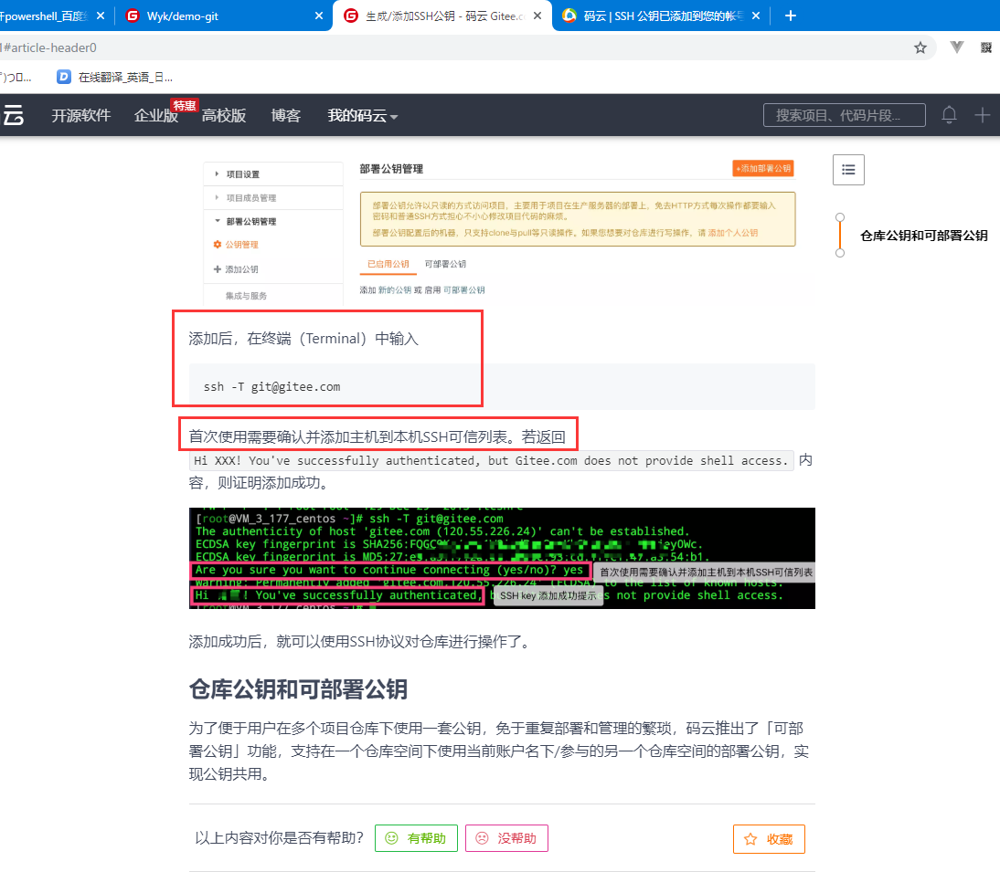 powershell_百度
Wyk/demo-git
生成/添加SSH公钥 - 码云 Gitee.c
码云 | SSH 公钥已添加到您的帐号
1#article-header0
在线翻译_英语_日...
云
开源软件
企业版
特惠
高校版
博客
我的码云
搜索项目、代码片段...
项目设置
项目成员管理
部署公钥管理
公钥管理
添加公钥
集成与服务
部署公钥管理
+添加部署公钥
部署公钥允许以只读的方式访问项目，主要用于项目在生产服务器的部署上，免去HTTP方式每次操作都要输入
密码和普通SSH方式担心不小心修改项目代码的麻烦。
部署公钥配置后的机器，只支持clone与pull等只读操作。如果您想要对仓库进行写操作，请 添加个人公钥
已启用公钥 可部署公钥
添加 新的公钥 或 启用 可部署公钥
仓库公钥和可部署公钥
添加后，在终端（Terminal）中输入
ssh -T git@gitee.com
首次使用需要确认并添加主机到本机SSH可信列表。若返回
Hi XXX! You've successfully authenticated, but Gitee.com does not provide shell access. 内
容，则证明添加成功。
[root@VM_3_177_centos ~]# ssh -T git@gitee.com
The authenticity of host 'gitee.com (120.55.226.24)' can't be established.
ECDSA key fingerprint is SHA256:FQGC
ECDSA key fingerprint is MD5:27:
Are you sure you want to continue connecting (yes/no)? yes
首次使用需要确认并添加主机到本机SSH可信列表
Warning: Permanently added 'gitee.com,120.55.226.24' (ECDSA) to the list of known hosts.
Hi ! You've successfully authenticated, es not provide shell access.
SSH key 添加成功提示
[root@VM_3_177_centos ~]#
添加成功后，就可以使用SSH协议对仓库进行操作了。
仓库公钥和可部署公钥
为了便于用户在多个项目仓库下使用一套公钥，免于重复部署和管理的繁琐，码云推出了「可部
署公钥」功能，支持在一个仓库空间下使用当前账户名下/参与的另一个仓库空间的部署公钥，实
现公钥共用。
以上内容对你是否有帮助？
有帮助
没帮助
收藏